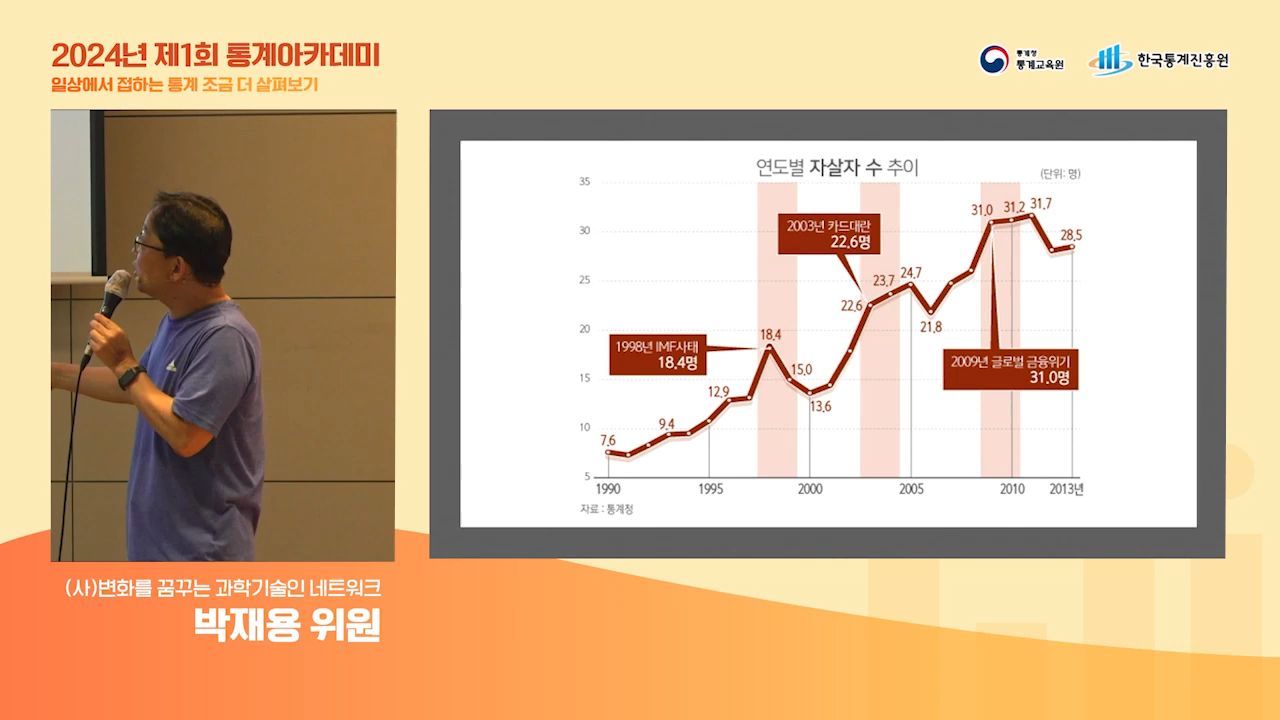 2024년 제1회 통계아카데미
일상에서 접하는 통계 조금 더 살펴보기
통계청
통계교육원
한국통계진흥원
연도별 자살자 수 추이
(단위: 명)
35
30
25
20
15
10
5
7.6
9.4
12.9
18.4
15.0
13.6
22.6
23.7
24.7
21.8
31.0
31.2
31.7
28.5
1998년 IMF사태
18.4명
2003년 카드대란
22.6명
2009년 글로벌 금융위기
31.0명
1990
1995
2000
2005
2010
2013년
자료 : 통계청
(사)변화를 꿈꾸는 과학기술인 네트워크
박재용 위원